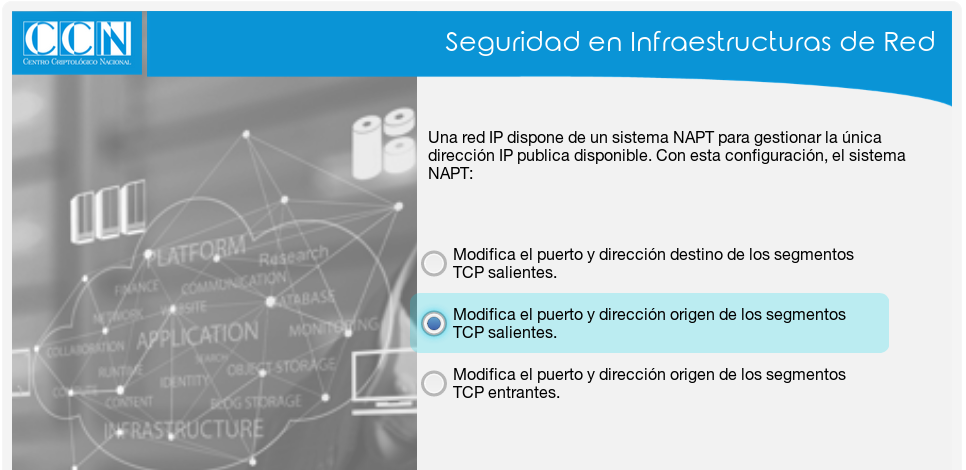 CCN
CENTRO CRIPTOLÓGICO NACIONAL
Seguridad en Infraestructuras de Red
Una red IP dispone de un sistema NAPT para gestionar la única
dirección IP publica disponible. Con esta configuración, el sistema
NAPT:
Modifica el puerto y dirección destino de los segmentos
TCP salientes.
Modifica el puerto y dirección origen de los segmentos
TCP salientes.
Modifica el puerto y dirección origen de los segmentos
TCP entrantes.
PLATFORM
Research
FINANCE
COMMUNICATION
NETWORK
WEBSITE
DATABASE
APPLICATION
MONITORING
COLLABORATION
SEARCH
RUNTIME
IDENTITY
OBJECT STORAGE
COMPUTE
CONTENT
BLOG STORAGE
INFRASTRUCTURE